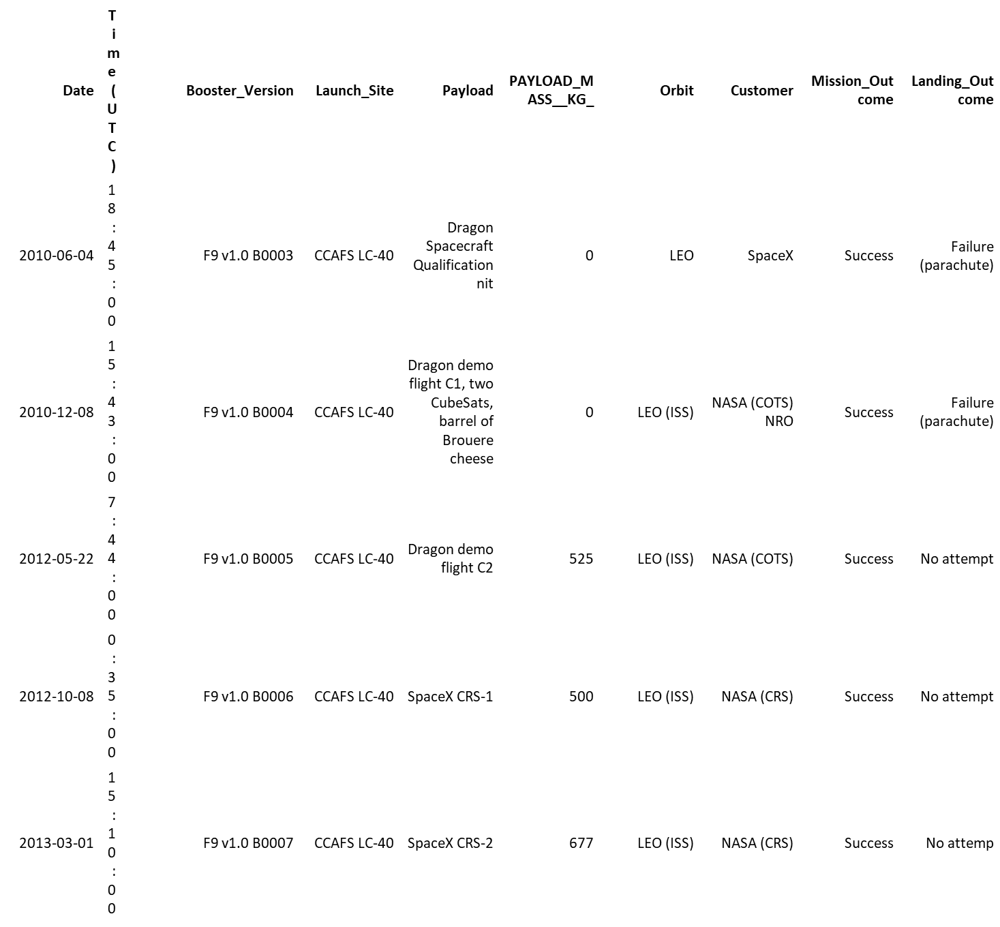 Date Time(UTC) Booster_Version Launch_Site Payload PAYLOAD_MASS__KG_ Orbit Customer Mission_Outcome Landing_Outcome
2010-06-04 18:45:00 F9 v1.0 B0003 CCAFS LC-40 Dragon Spacecraft Qualification nit 0 LEO SpaceX Success Failure (parachute)
2010-12-08 15:43:00 F9 v1.0 B0004 CCAFS LC-40 Dragon demo flight C1, two CubeSats, barrel of Brouere cheese 0 LEO (ISS) NASA (COTS) NRO Success Failure (parachute)
2012-05-22 7:44:00 F9 v1.0 B0005 CCAFS LC-40 Dragon demo flight C2 525 LEO (ISS) NASA (COTS) Success No attempt
2012-10-08 0:35:00 F9 v1.0 B0006 CCAFS LC-40 SpaceX CRS-1 500 LEO (ISS) NASA (CRS) Success No attempt
2013-03-01 15:10:00 F9 v1.0 B0007 CCAFS LC-40 SpaceX CRS-2 677 LEO (ISS) NASA (CRS) Success No attemp